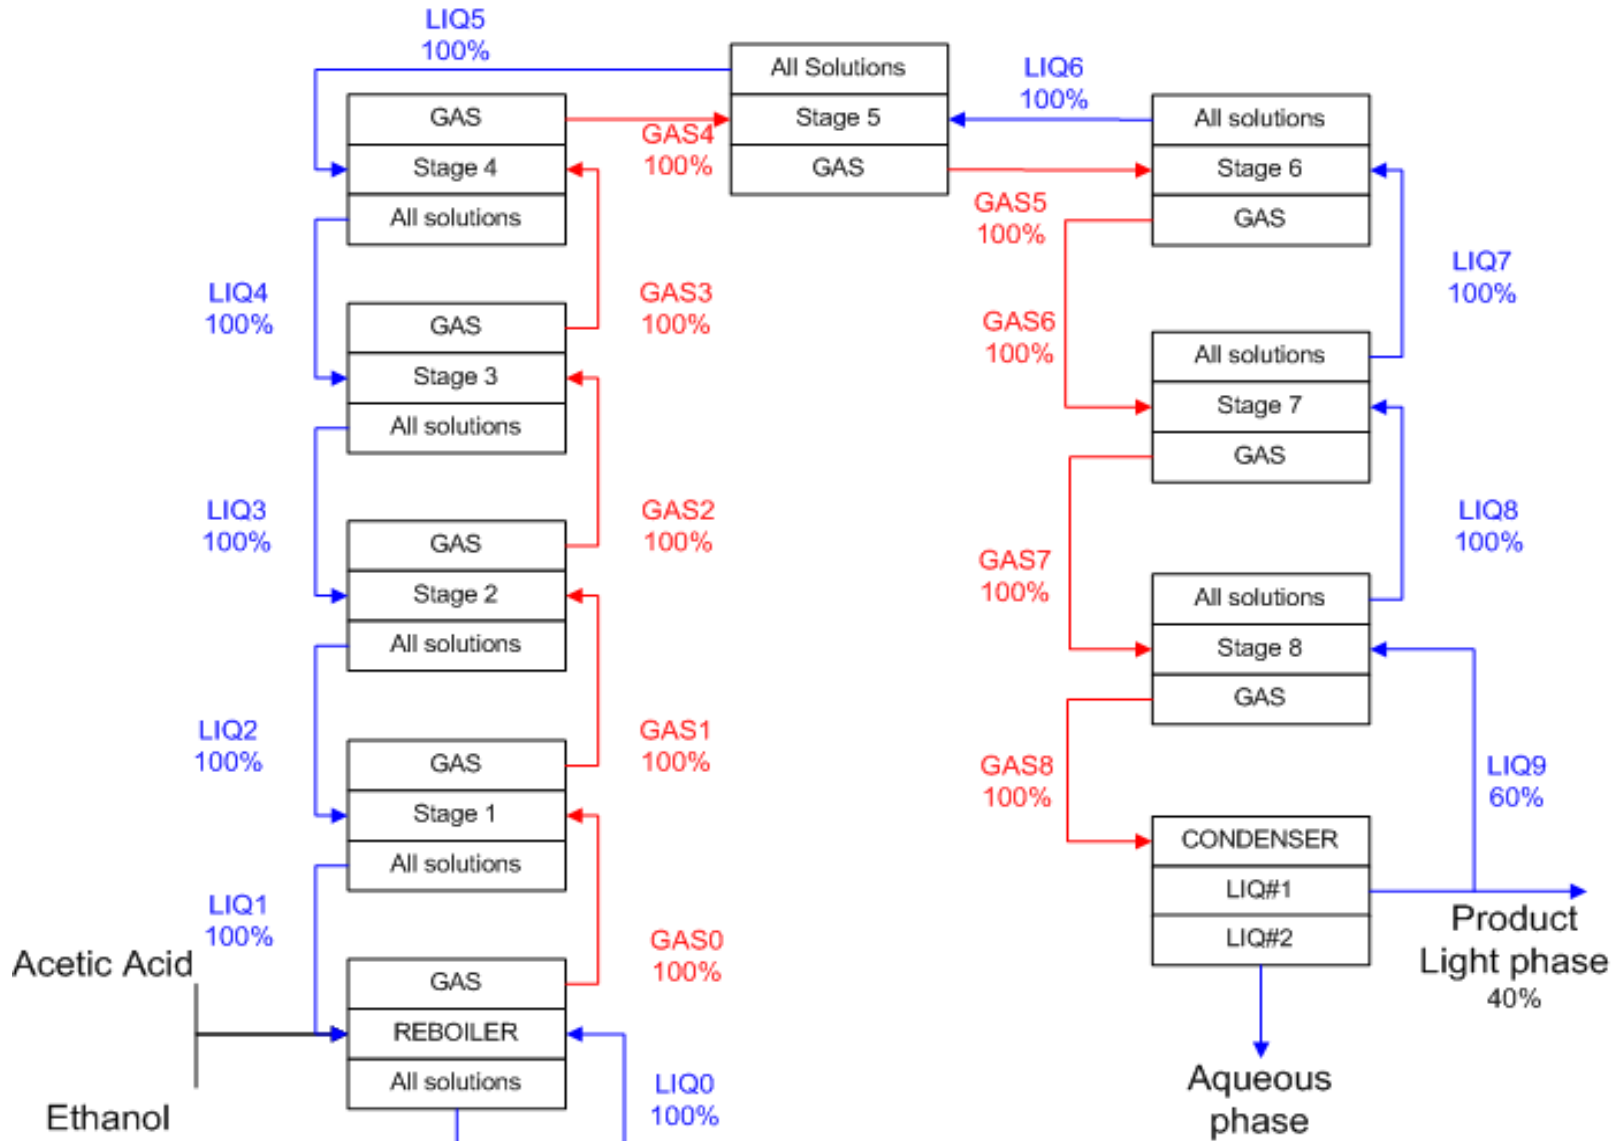 LIQ5
100%
All Solutions
Stage 5
GAS
LIQ6
100%
GAS
Stage 4
All solutions
GAS4
100%
All solutions
Stage 6
GAS
GAS5
100%
LIQ4
100%
GAS3
100%
LIQ7
100%
GAS
Stage 3
All solutions
GAS6
100%
All solutions
Stage 7
GAS
LIQ3
100%
GAS2
100%
LIQ8
100%
GAS
Stage 2
All solutions
GAS7
100%
All solutions
Stage 8
GAS
LIQ2
100%
GAS1
100%
GAS8
100%
LIQ9
60%
GAS
Stage 1
All solutions
CONDENSER
LIQ#1
LIQ#2
LIQ1
100%
GAS0
100%
Product
Light phase
40%
Acetic Acid
GAS
REBOILER
All solutions
LIQ0
100%
Ethanol
Aqueous
phase